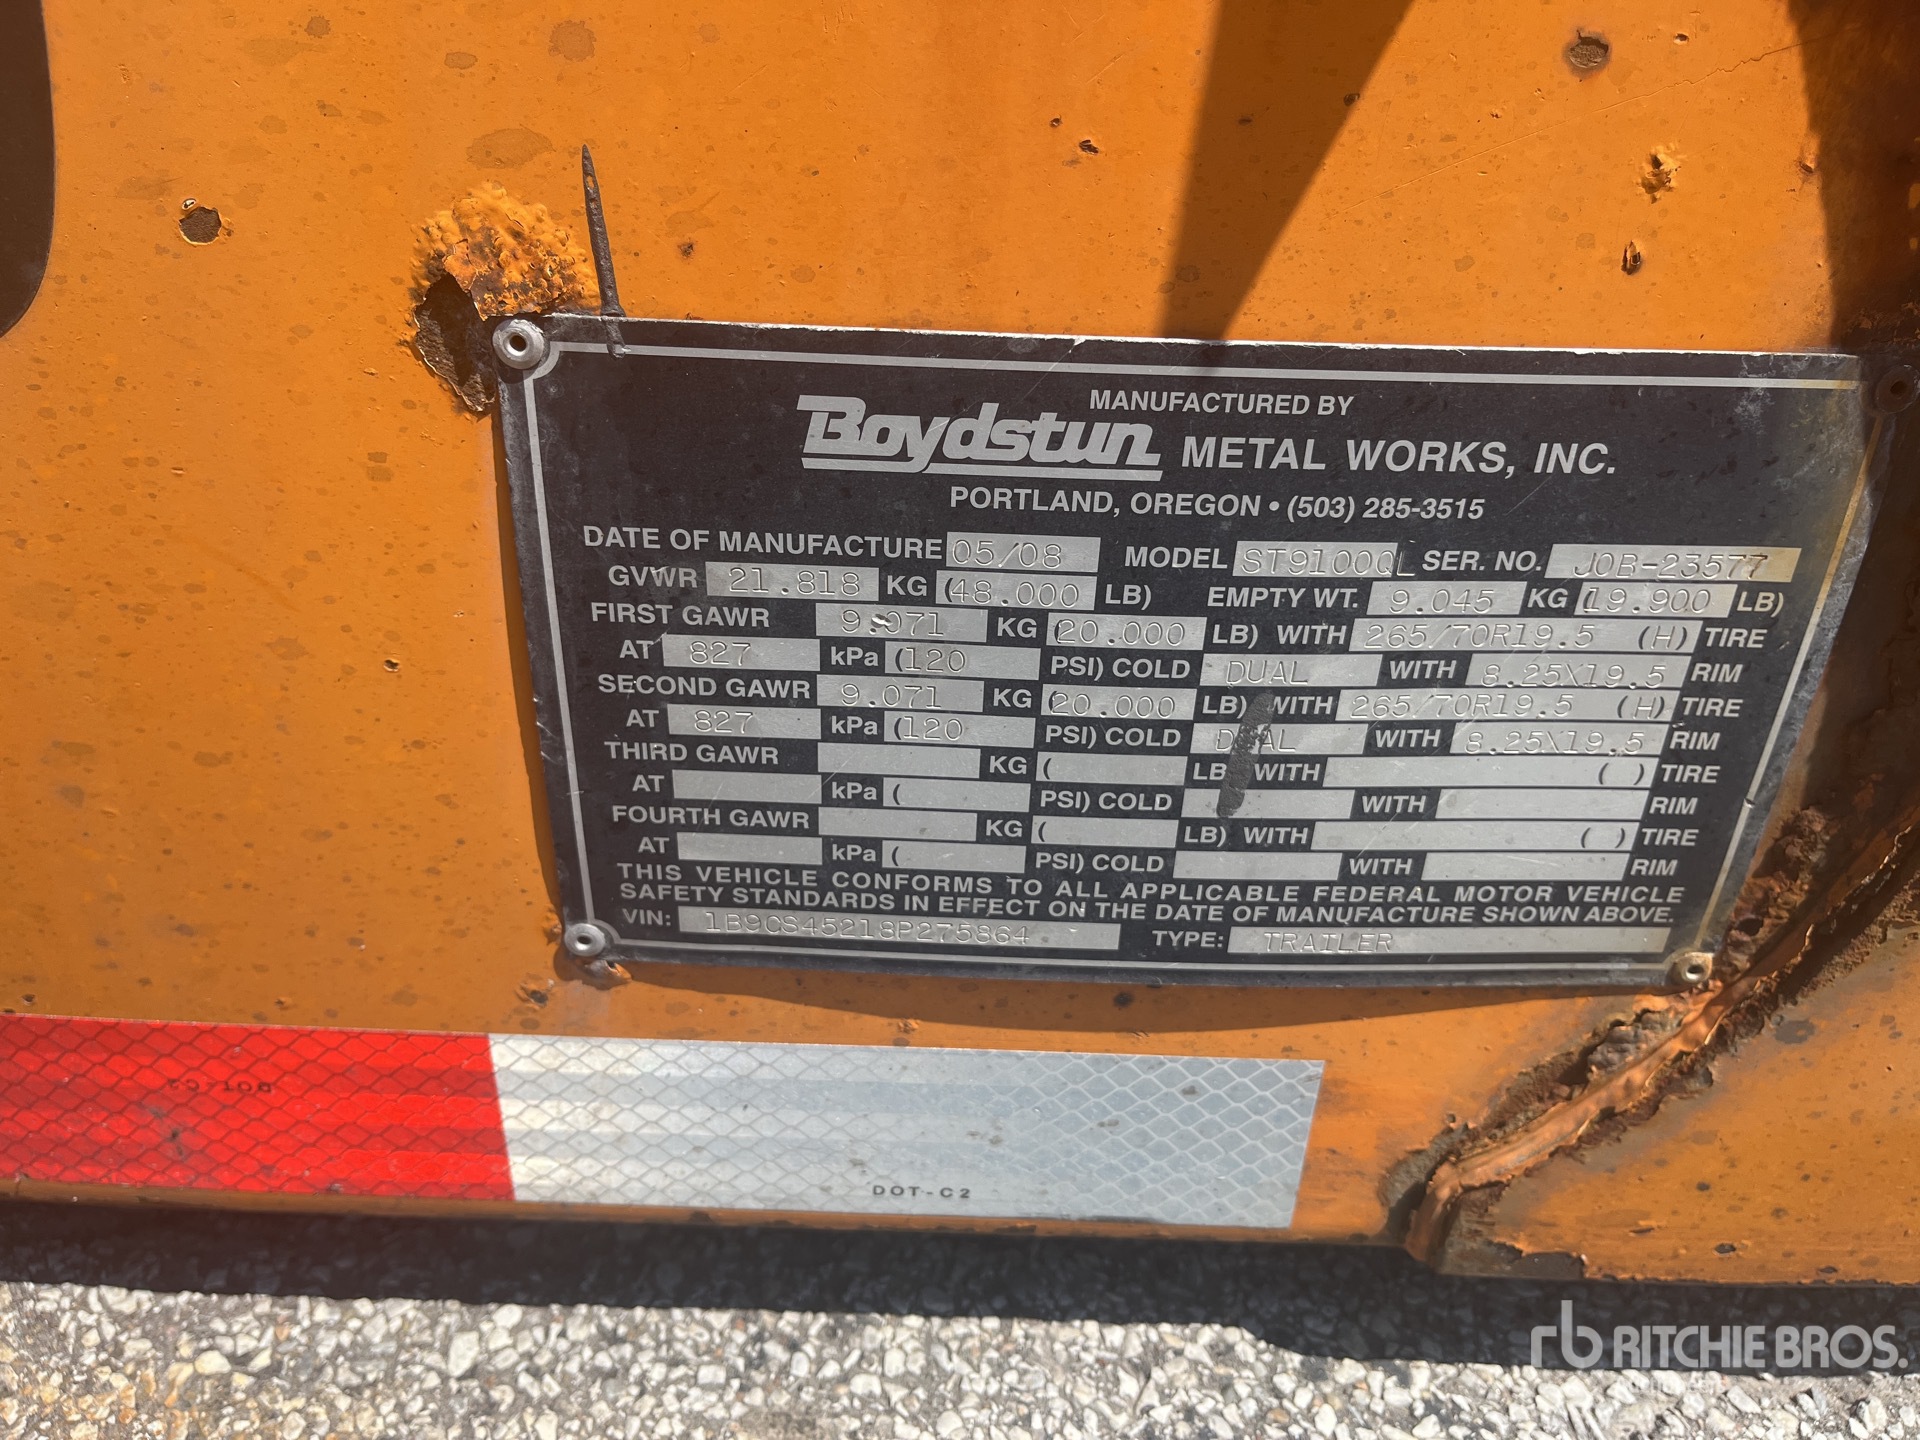 MANUFACTURED BY
Boydstun METAL WORKS, INC.
PORTLAND, OREGON • (503) 285-3515
DATE OF MANUFACTURE 05/08 MODEL ST9100QL SER. NO. JOB-23577
GVWR 21.818 KG (48.000 LB) EMPTY WT. 9.045 KG (19.900 LB)
FIRST GAWR 9.071 KG (20.000 LB) WITH 265/70R19.5 (H) TIRE
AT 827 kPa (120 PSI) COLD DUAL WITH 8.25X19.5 RIM
SECOND GAWR 9.071 KG (20.000 LB) WITH 265/70R19.5 (H) TIRE
AT 827 kPa (120 PSI) COLD DUAL WITH 8.25X19.5 RIM
THIRD GAWR KG ( LB) WITH ( ) TIRE
AT kPa ( PSI) COLD WITH RIM
FOURTH GAWR KG ( LB) WITH ( ) TIRE
AT kPa ( PSI) COLD WITH RIM
THIS VEHICLE CONFORMS TO ALL APPLICABLE FEDERAL MOTOR VEHICLE
SAFETY STANDARDS IN EFFECT ON THE DATE OF MANUFACTURE SHOWN ABOVE.
VIN: 1B9CS45218P275864 TYPE: TRAILER
DOT-C2
DOT-C2
rb RITCHIE BROS.